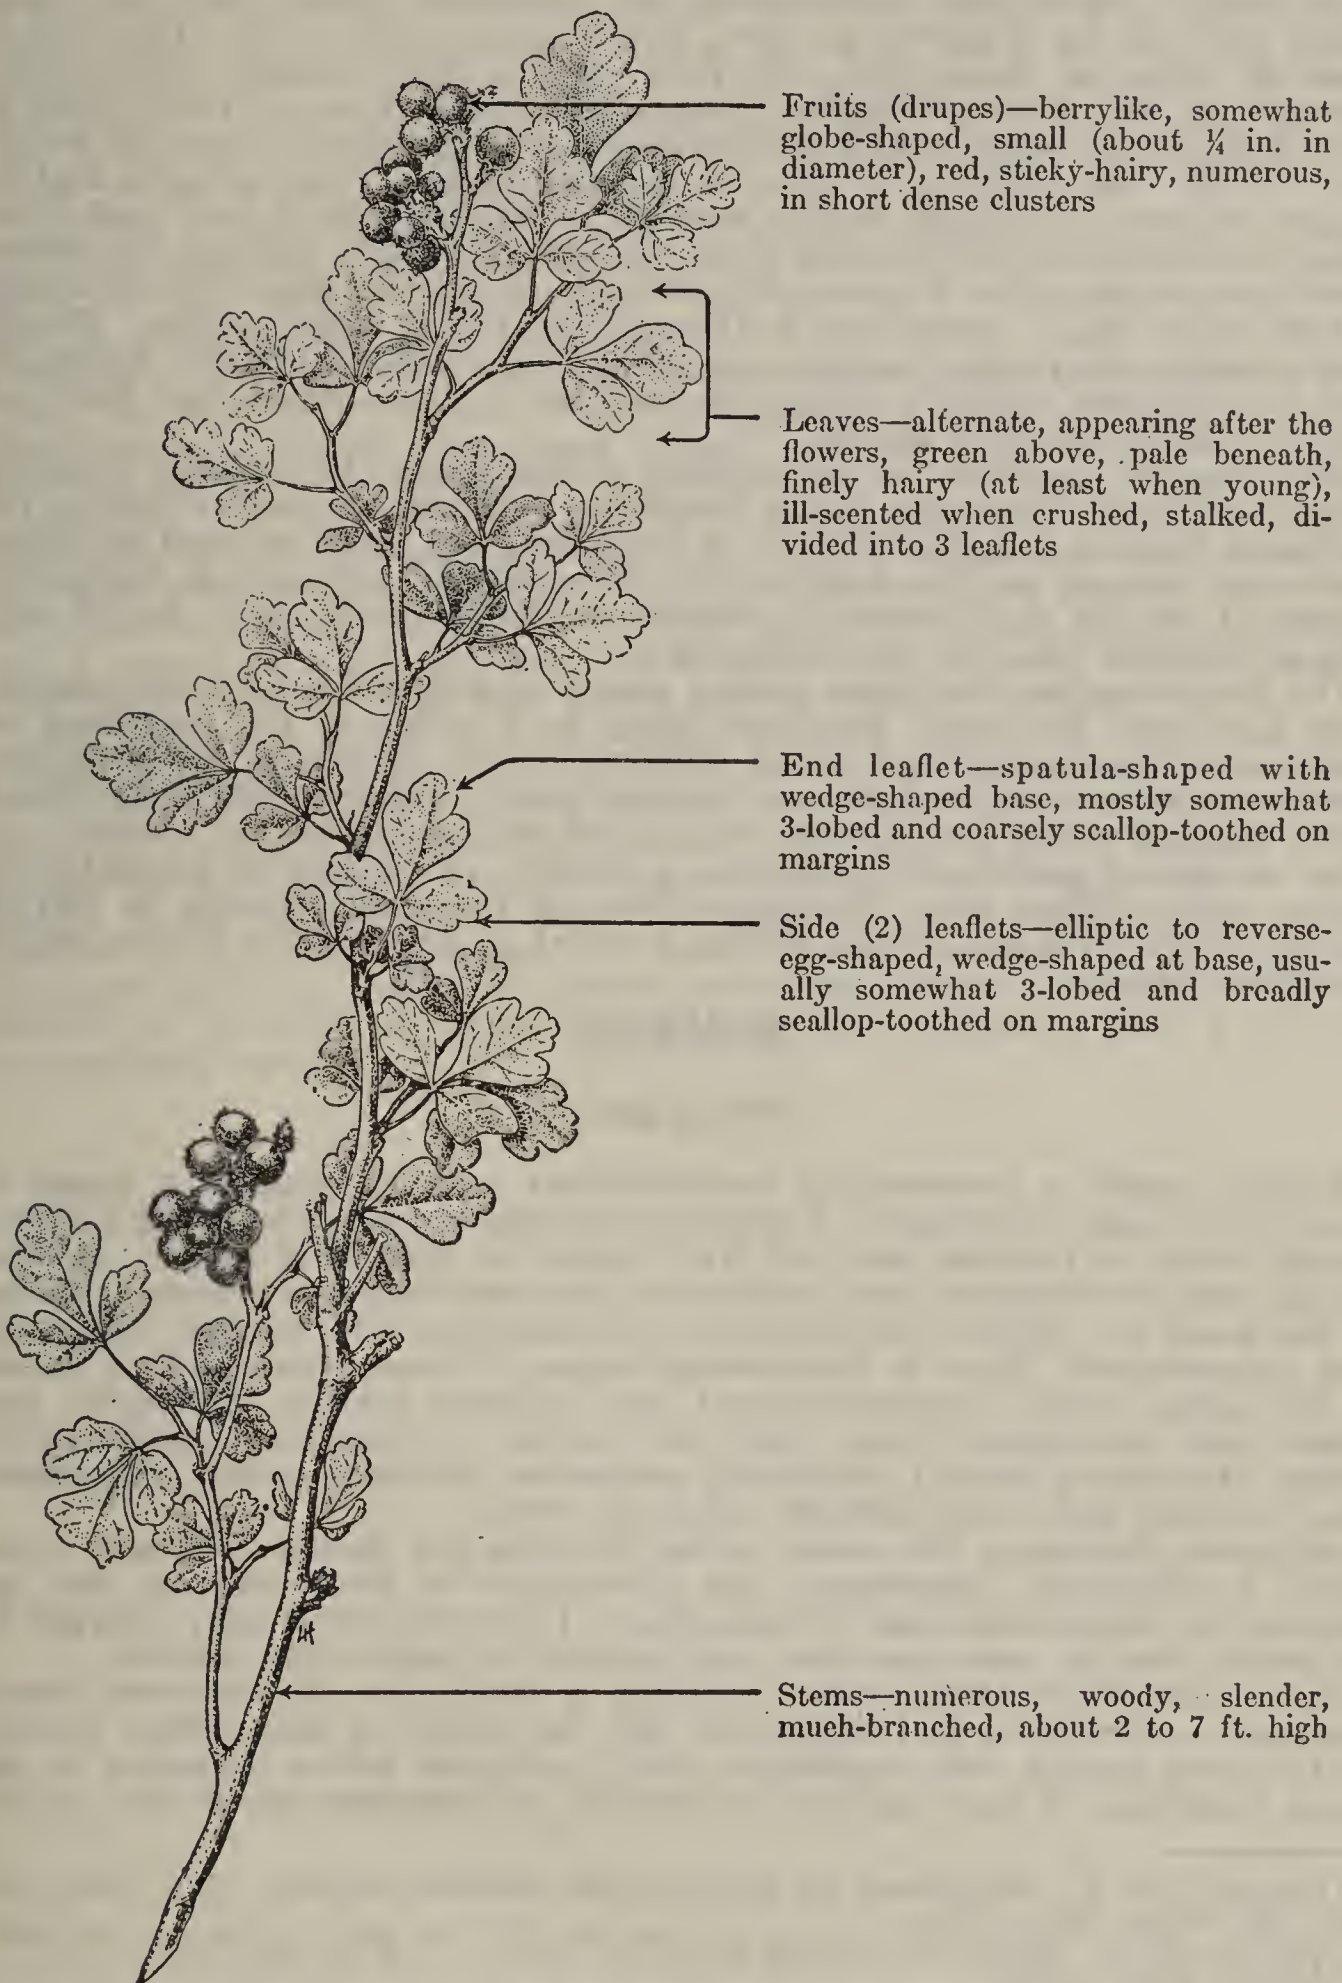 Fruits (drupes)—berrylike, somewhat
globe-shaped, small (about ¼ in. in
diameter), red, sticky-hairy, numerous,
in short dense clusters
Leaves—alternate, appearing after the
flowers, green above, pale beneath,
finely hairy (at least when young),
ill-scented when crushed, stalked, di-
vided into 3 leaflets
End leaflet—spatula-shaped with
wedge-shaped base, mostly somewhat
3-lobed and coarsely scallop-toothed on
margins
Side (2) leaflets—elliptic to reverse-
egg-shaped, wedge-shaped at base, usu-
ally somewhat 3-lobed and broadly
scallop-toothed on margins
LH
Stems—numerous, woody, slender,
much-branched, about 2 to 7 ft. high